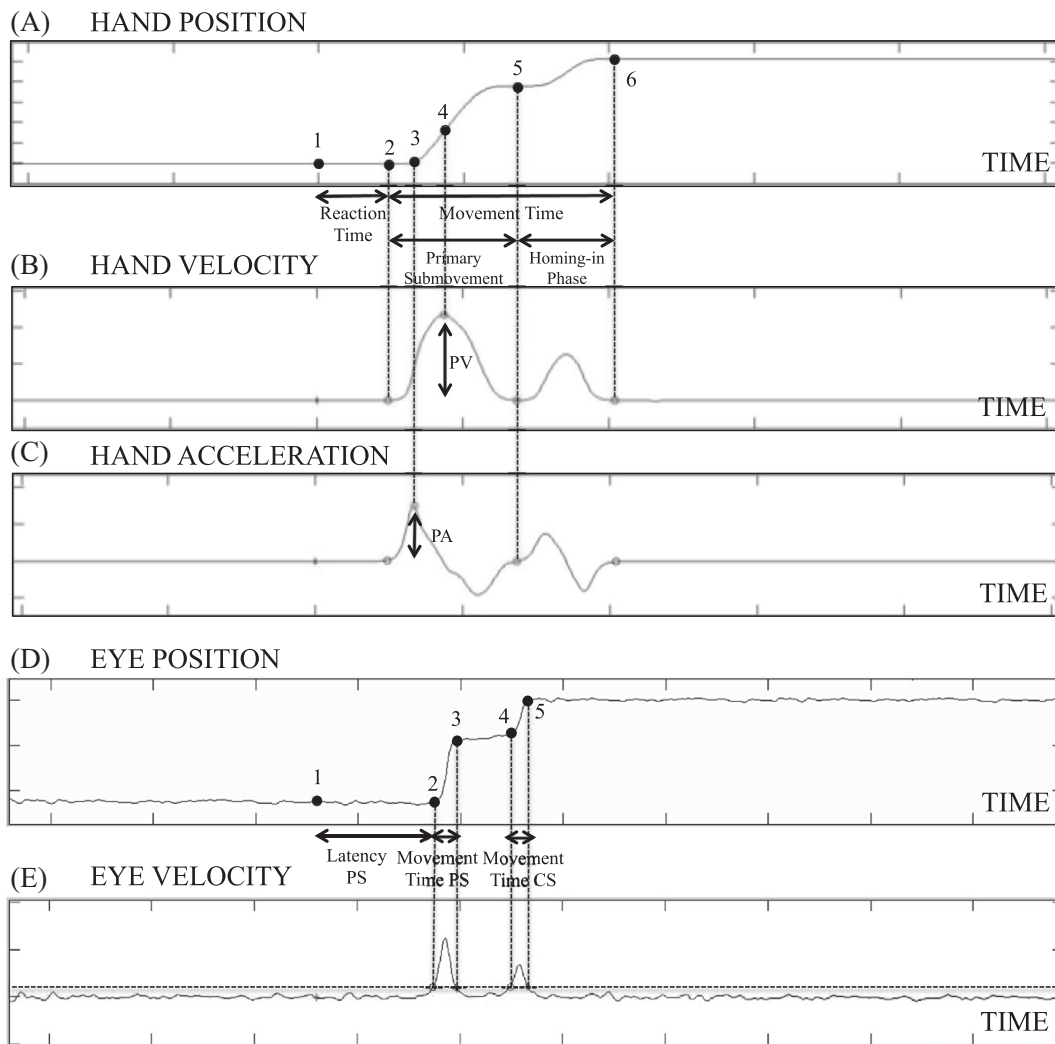 (A) HAND POSITION
1
2
3
4
5
6
TIME
Reaction
Time
Movement Time
Primary
Submovement
Homing-in
Phase
(B) HAND VELOCITY
PV
TIME
(C) HAND ACCELERATION
PA
TIME
(D) EYE POSITION
1
2
3
4
5
TIME
Latency
PS
Movement
Time PS
Movement
Time CS
(E) EYE VELOCITY
TIME